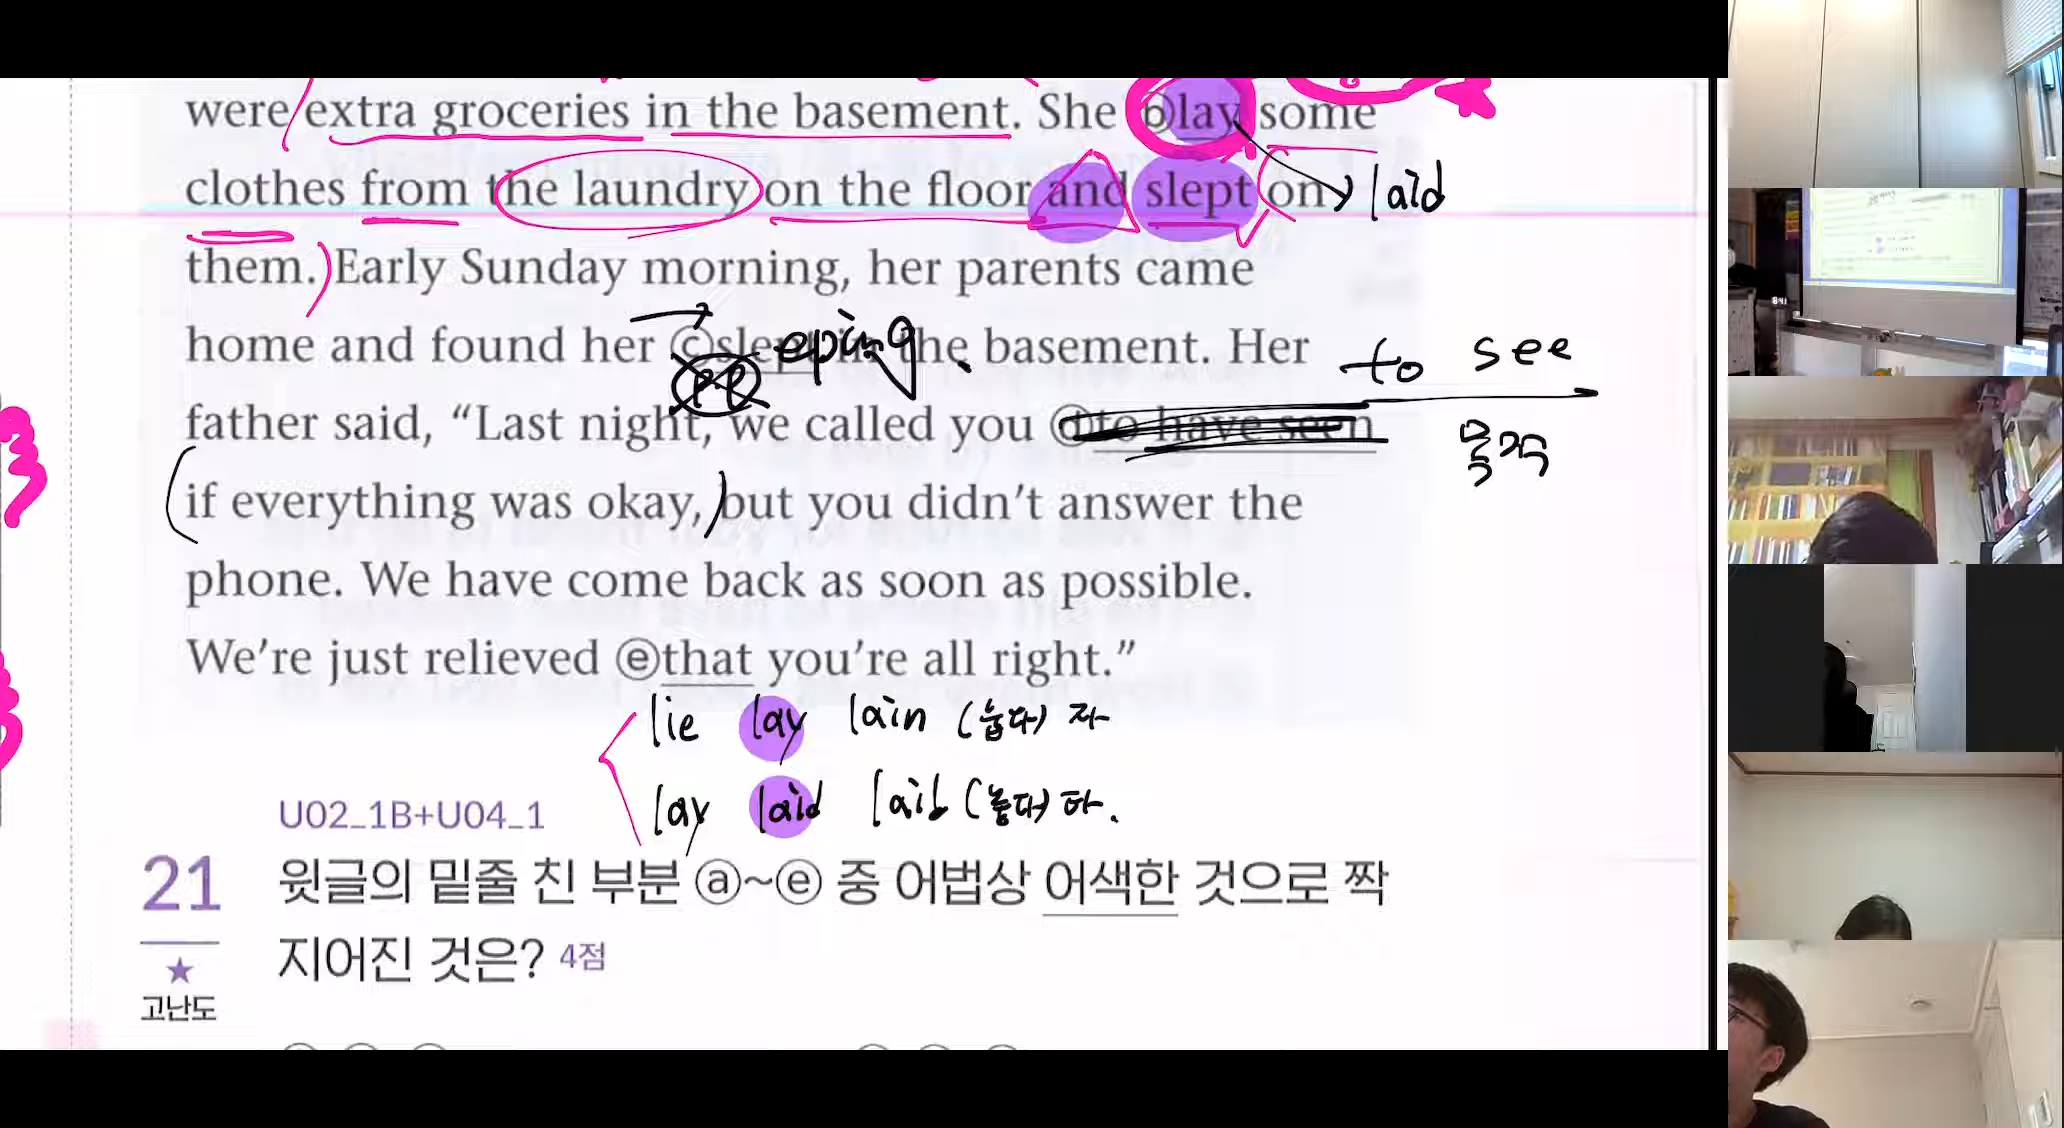 were extra groceries in the basement. She ⓑlay some
clothes from the laundry on the floor and slept on
laid
them. Early Sunday morning, her parents came
home and found her ⓒ eping the basement. Her
to see
father said, “Last night, we called you ⓓto have seen
목적
if everything was okay, but you didn’t answer the
phone. We have come back as soon as possible.
We’re just relieved ⓔthat you’re all right.”
lie lay lain (눕다) 자
lay laid laid (놓다) 타.
U02_1B+U04_1
21 윗글의 밑줄 친 부분 ⓐ~ⓔ 중 어법상 어색한 것으로 짝
지어진 것은? 4점
★
고난도